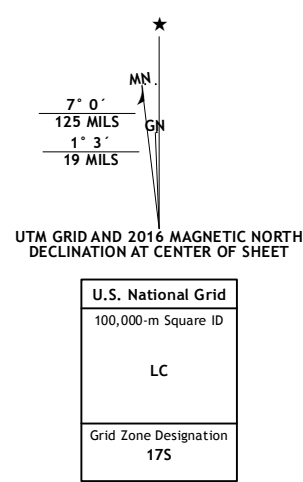 ★
MN.
7° 0´
125 MILS
GN
1° 3´
19 MILS
UTM GRID AND 2016 MAGNETIC NORTH
DECLINATION AT CENTER OF SHEET
U.S. National Grid
100,000-m Square ID
LC
Grid Zone Designation
17S